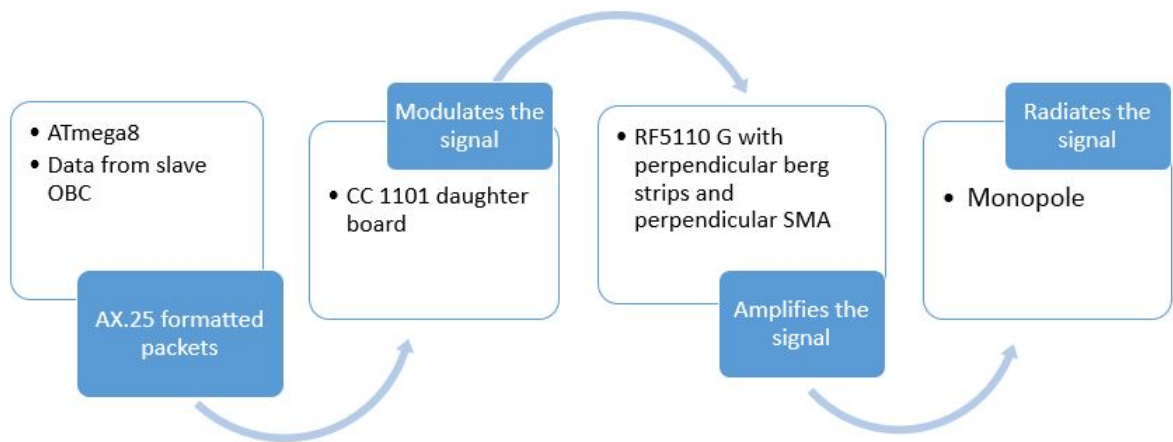 • ATmega8
• Data from slave
OBC
AX.25 formatted
packets
Modulates the
signal
• CC 1101 daughter
board
• RF5110 G with
perpendicular berg
strips and
perpendicular SMA
Amplifies the
signal
Radiates the
signal
• Monopole